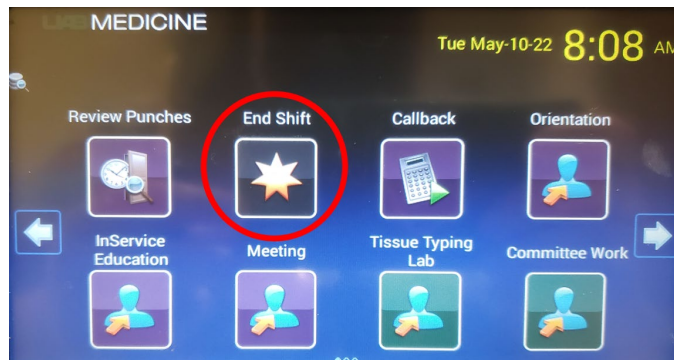 UAB MEDICINE
Tue May-10-22 8:08 AM
Review Punches
End Shift
Callback
Orientation
InService
Education
Meeting
Tissue Typing
Lab
Committee Work